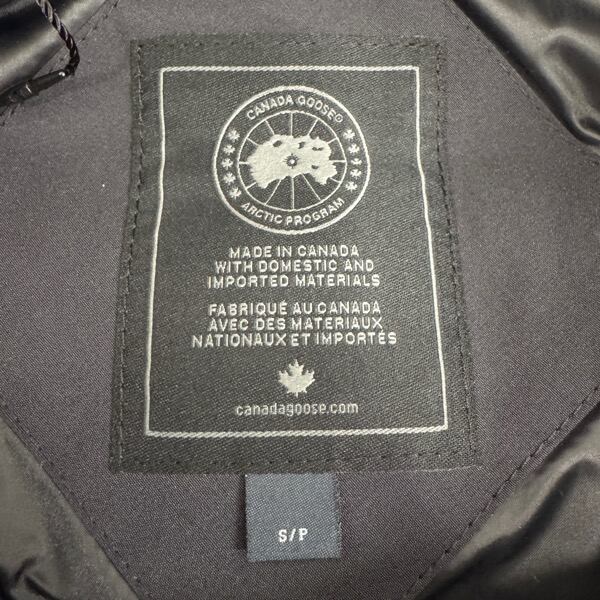 CANADA GOOSE®
ARCTIC PROGRAM
MADE IN CANADA
WITH DOMESTIC AND
IMPORTED MATERIALS
FABRIQUÉ AU CANADA
AVEC DES MATERIAUX
NATIONAUX ET IMPORTÉS
canadagoose.com
S/P